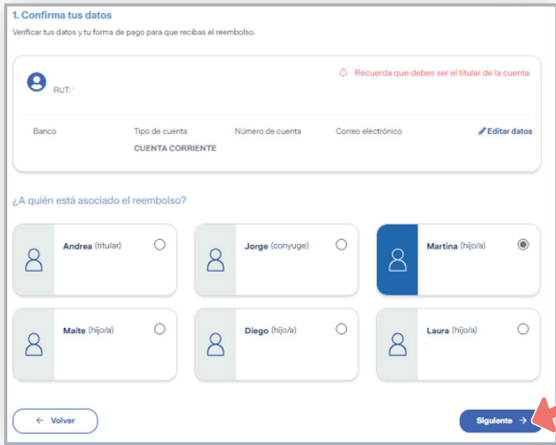 1. Confirma tus datos
Verificar tus datos y tu forma de pago para que recibas el reembolso.
Recuerda que debes ser el titular de la cuenta
RUT:
Banco Tipo de cuenta Número de cuenta Correo electrónico Editar datos
CUENTA CORRIENTE
¿A quién está asociado el reembolso?
Andrea (titular) Jorge (conyuge) Martina (hijo/a)
Maite (hijo/a) Diego (hijo/a) Laura (hijo/a)
← Volver Siguiente →